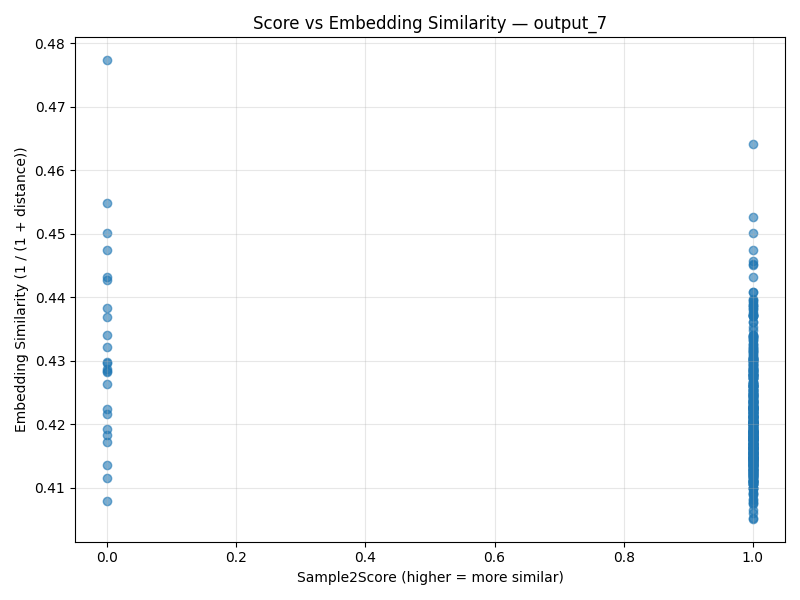 Score vs Embedding Similarity — output_7
Embedding Similarity (1 / (1 + distance))
0.48
0.47
0.46
0.45
0.44
0.43
0.42
0.41
0.0 0.2 0.4 0.6 0.8 1.0
Sample2Score (higher = more similar)